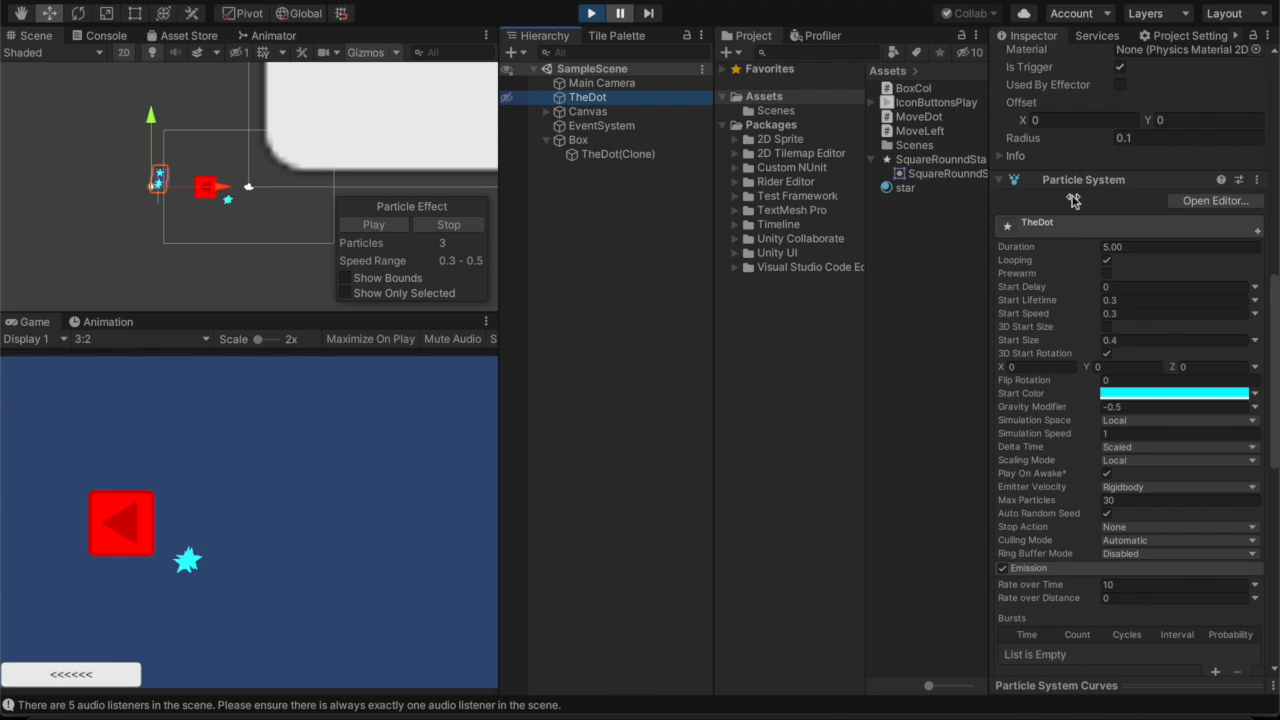 Pivot Global Collab Account Layers Layout
Scene Console Asset Store Animator
Shaded 2D 1 Gizmos All
Particle Effect
Play Stop
Particles 3
Speed Range 0.3 - 0.5
Show Bounds
Show Only Selected
Game Animation
Display 1 3:2 Scale 2x Maximize On Play Mute Audio S
<<<<<<
Hierarchy Tile Palette
All
SampleScene
Main Camera
TheDot
Canvas
EventSystem
Box
TheDot(Clone)
Project Profiler
10
Favorites
Assets
Scenes
Packages
2D Sprite
2D Tilemap Editor
Custom NUnit
Rider Editor
Test Framework
TextMesh Pro
Timeline
Unity Collaborate
Unity UI
Visual Studio Code Ec
Assets
BoxCol
IconButtonsPlay
MoveDot
MoveLeft
Scenes
SquareRounndSta
SquareRounndS
star
Inspector Services Project Setting
Material None (Physics Material 2D
Is Trigger
Used By Effector
Offset
X 0 Y 0
Radius 0.1
Info
Particle System
Open Editor...
TheDot
Duration 5.00
Looping
Prewarm
Start Delay 0
Start Lifetime 0.3
Start Speed 0.3
3D Start Size
Start Size 0.4
3D Start Rotation
X 0 Y 0 Z 0
Flip Rotation 0
Start Color
Gravity Modifier -0.5
Simulation Space Local
Simulation Speed 1
Delta Time Scaled
Scaling Mode Local
Play On Awake*
Emitter Velocity Rigidbody
Max Particles 30
Auto Random Seed
Stop Action None
Culling Mode Automatic
Ring Buffer Mode Disabled
Emission
Rate over Time 10
Rate over Distance 0
Bursts
Time Count Cycles Interval Probability
List is Empty
Particle System Curves
There are 5 audio listeners in the scene. Please ensure there is always exactly one audio listener in the scene.